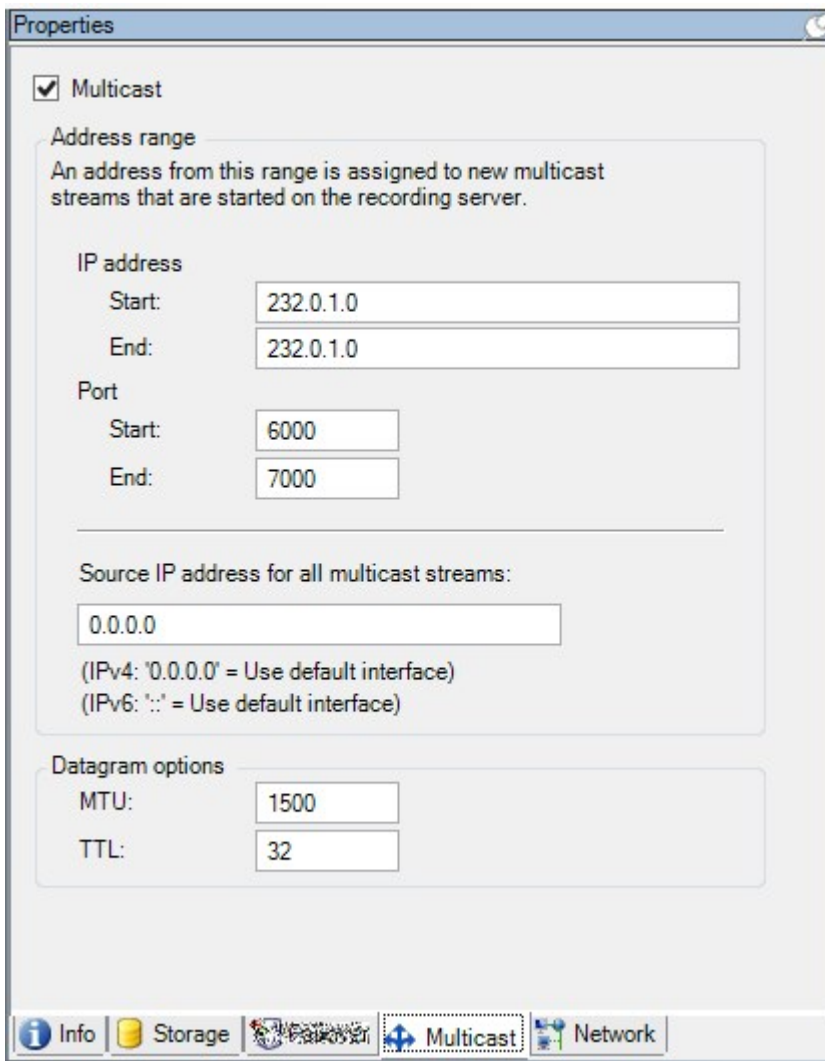 Properties
Multicast
Address range
An address from this range is assigned to new multicast
streams that are started on the recording server.
IP address
Start: 232.0.1.0
End: 232.0.1.0
Port
Start: 6000
End: 7000
Source IP address for all multicast streams:
0.0.0.0
(IPv4: '0.0.0.0' = Use default interface)
(IPv6: '::' = Use default interface)
Datagram options
MTU: 1500
TTL: 32
Info Storage Multicast Network